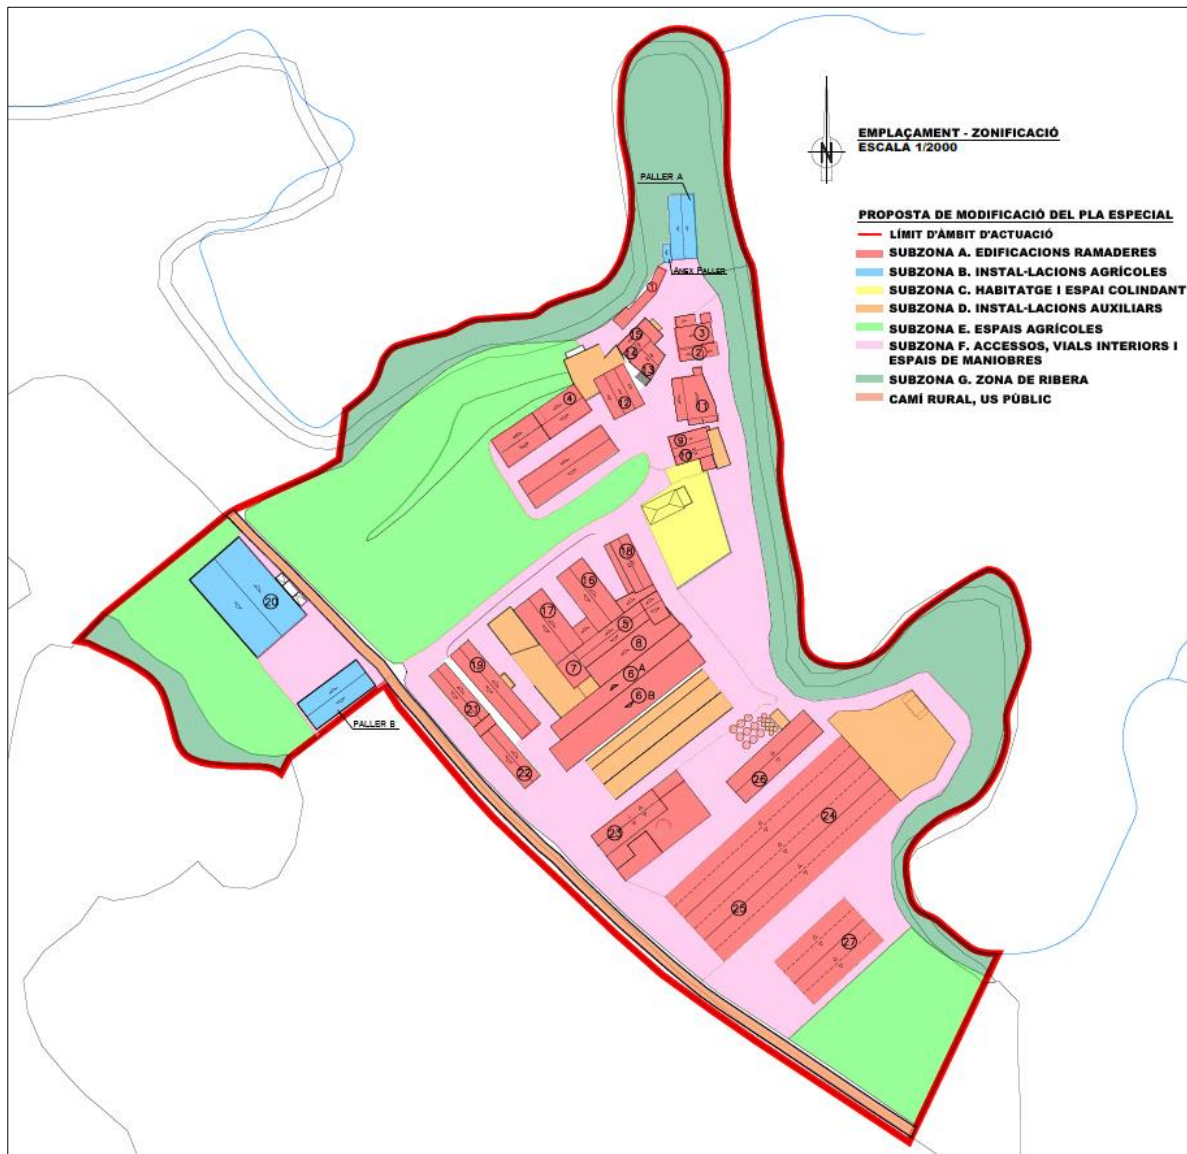 EMPLAÇAMENT - ZONIFICACIÓ
ESCALA 1/2000
N
PROPOSTA DE MODIFICACIÓ DEL PLA ESPECIAL
LÍMIT D'ÀMBIT D'ACTUACIÓ
SUBZONA A. EDIFICACIONS RAMADERES
SUBZONA B. INSTAL·LACIONS AGRÍCOLES
SUBZONA C. HABITATGE I ESPAI COLINDANT
SUBZONA D. INSTAL·LACIONS AUXILIARS
SUBZONA E. ESPAIS AGRÍCOLES
SUBZONA F. ACCESSOS, VIALS INTERIORS I
ESPAIS DE MANIOBRES
SUBZONA G. ZONA DE RIBERA
CAMÍ RURAL, US PÚBLIC
PALLER A
ANEX PALLER
1
15
3
14
2
13
4
12
11
9
10
18
16
20
17
5
8
19
7
6 A
6 B
21
PALLER B
22
26
24
23
25
27